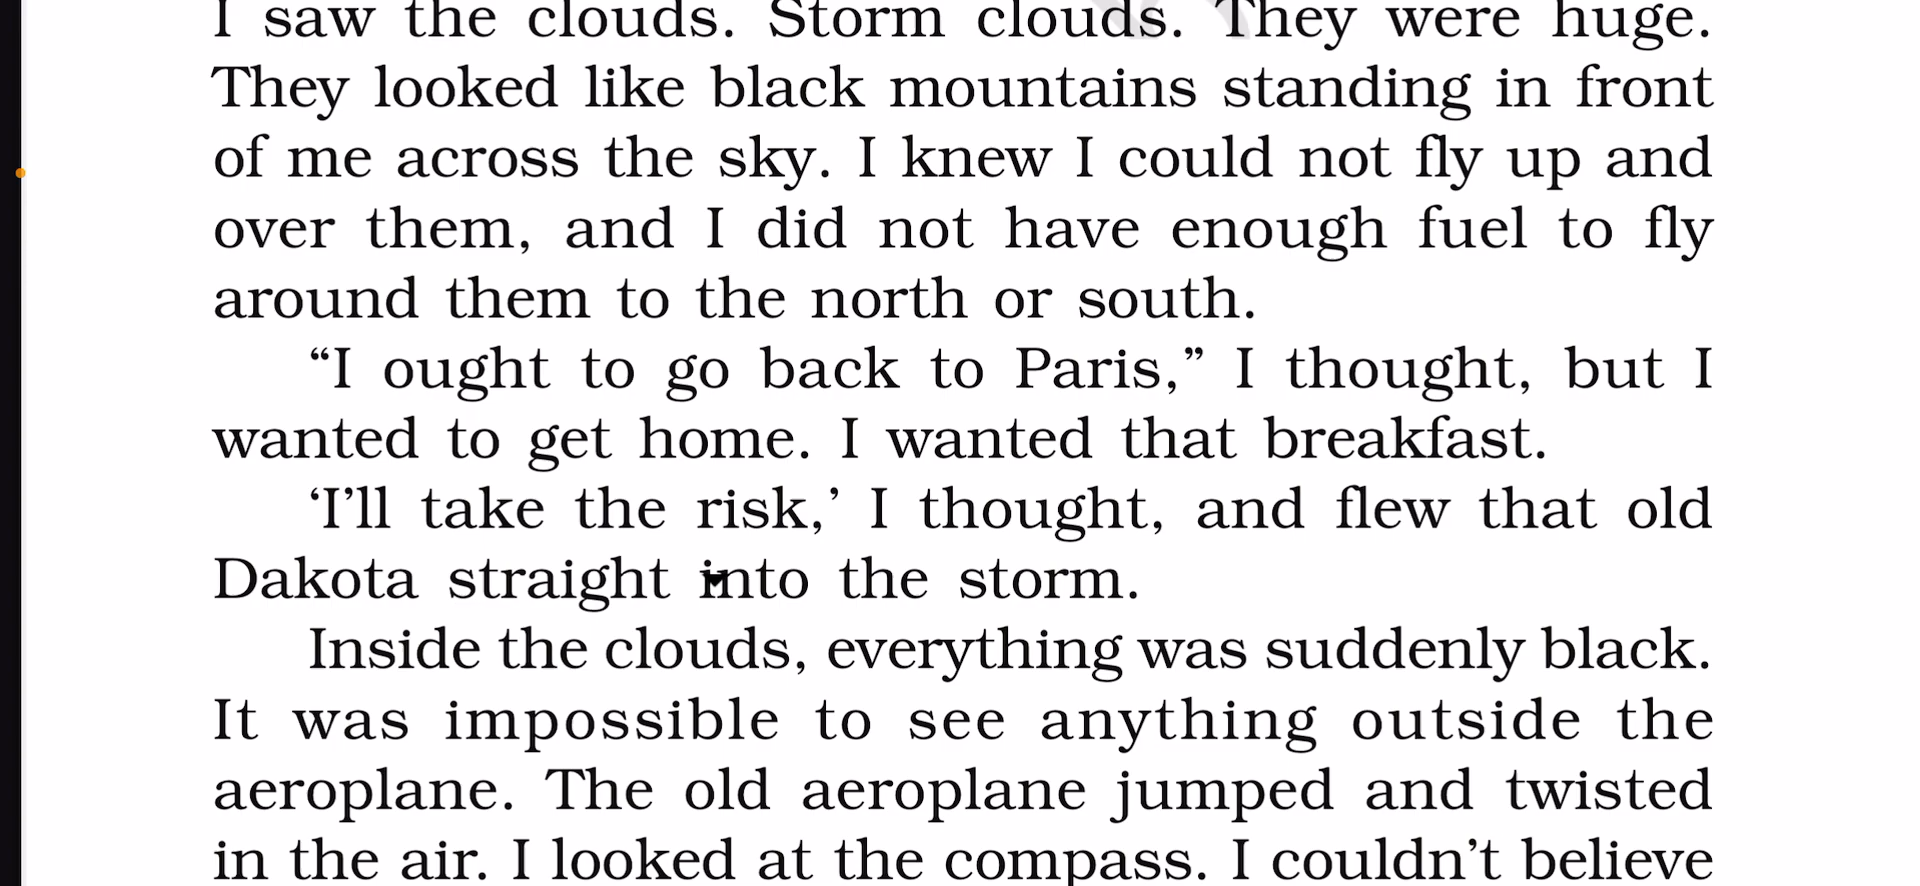 I saw the clouds. Storm clouds. They were huge.
They looked like black mountains standing in front
of me across the sky. I knew I could not fly up and
over them, and I did not have enough fuel to fly
around them to the north or south.
“I ought to go back to Paris,” I thought, but I
wanted to get home. I wanted that breakfast.
‘I’ll take the risk,’ I thought, and flew that old
Dakota straight into the storm.
Inside the clouds, everything was suddenly black.
It was impossible to see anything outside the
aeroplane. The old aeroplane jumped and twisted
in the air. I looked at the compass. I couldn’t believe